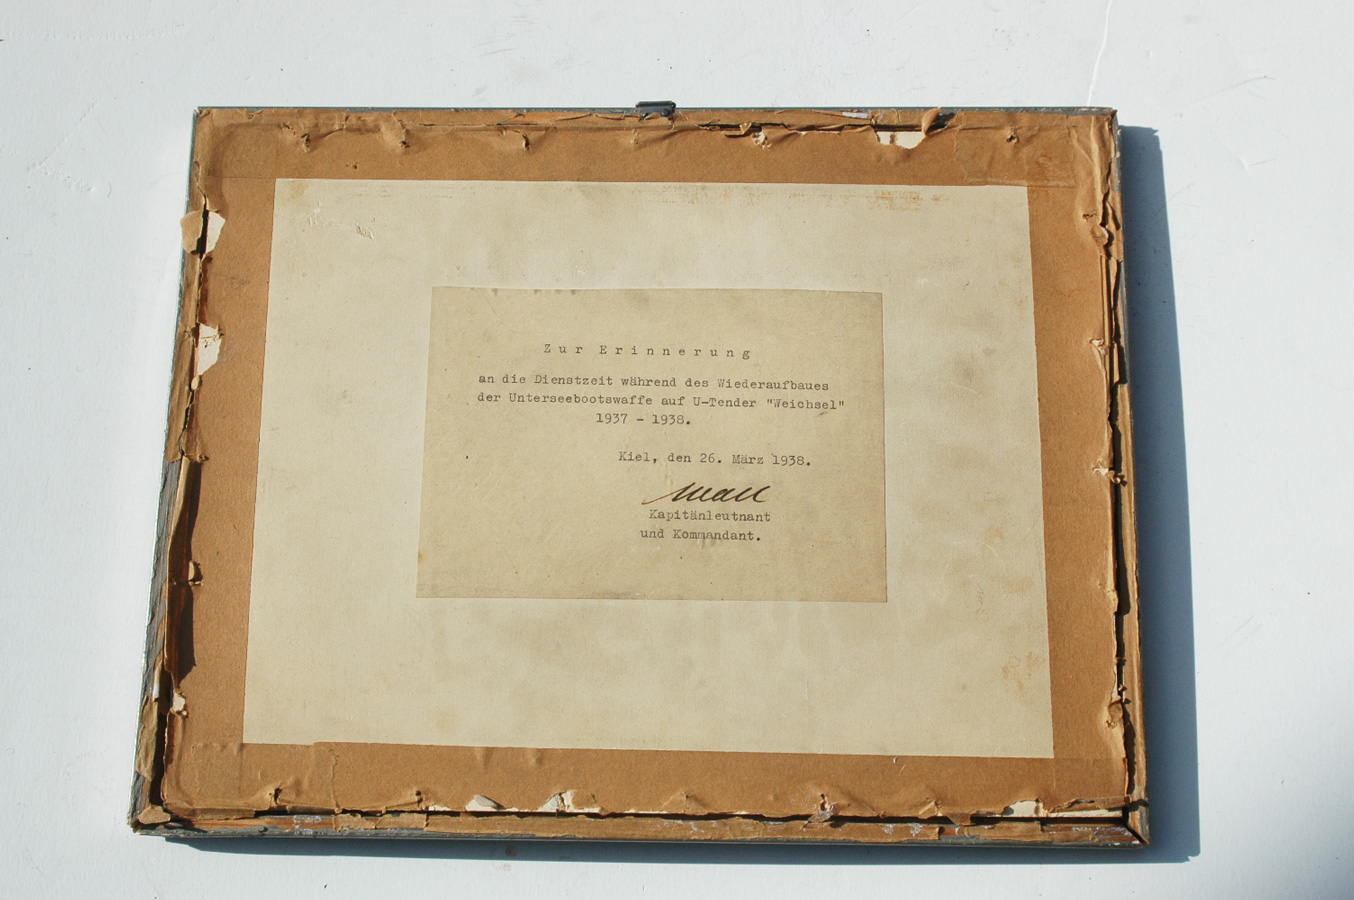 Zur Erinnerung
an die Dienstzeit während des Wiederaufbaues
der Unterseebootswaffe auf U-Tender "Weichsel"
1937 - 1938.
Kiel, den 26. März 1938.
Kapitänleutnant
und Kommandant.